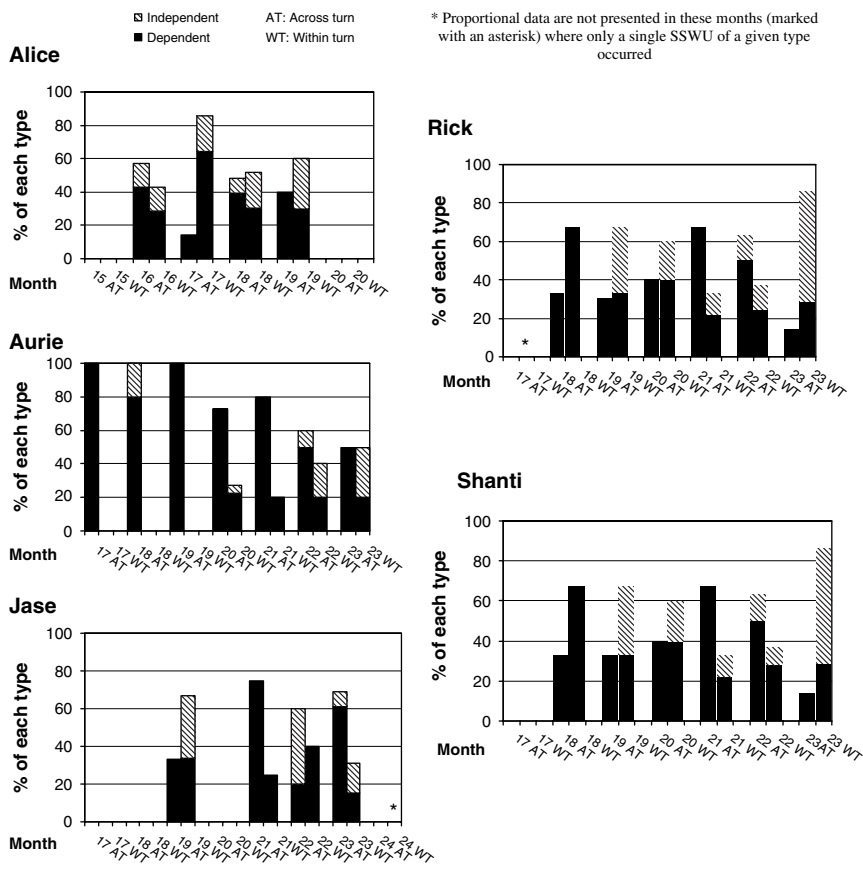 Independent
AT: Across turn
Dependent
WT: Within turn
* Proportional data are not presented in these months (marked
with an asterisk) where only a single SSWU of a given type
occurred
Alice
% of each type
100
80
60
40
20
0
Month
15 AT
15 WT
16 AT
16 WT
17 AT
17 WT
18 AT
18 WT
19 AT
19 WT
20 AT
20 WT
Aurie
% of each type
100
80
60
40
20
0
Month
17 AT
17 WT
18 AT
18 WT
19 AT
19 WT
20 AT
20 WT
21 AT
21 WT
22 AT
22 WT
23 AT
23 WT
Jase
% of each type
100
80
60
40
20
0
*
Month
17 AT
17 WT
18 AT
18 WT
19 AT
19 WT
20 AT
20 WT
21 AT
21WT
22 AT
22 WT
23 AT
23 WT
24 AT
24 WT
Rick
% of each type
100
80
60
40
20
0
*
Month
17 AT
17 WT
18 AT
18 WT
19 AT
19 WT
20 AT
20 WT
21 AT
21 WT
22 AT
22 WT
23 AT
23 WT
Shanti
% of each type
100
80
60
40
20
0
Month
17 AT
17 WT
18 AT
18 WT
19 AT
19 WT
20 AT
20 WT
21 AT
21 WT
22 AT
22 WT
23AT
23 WT